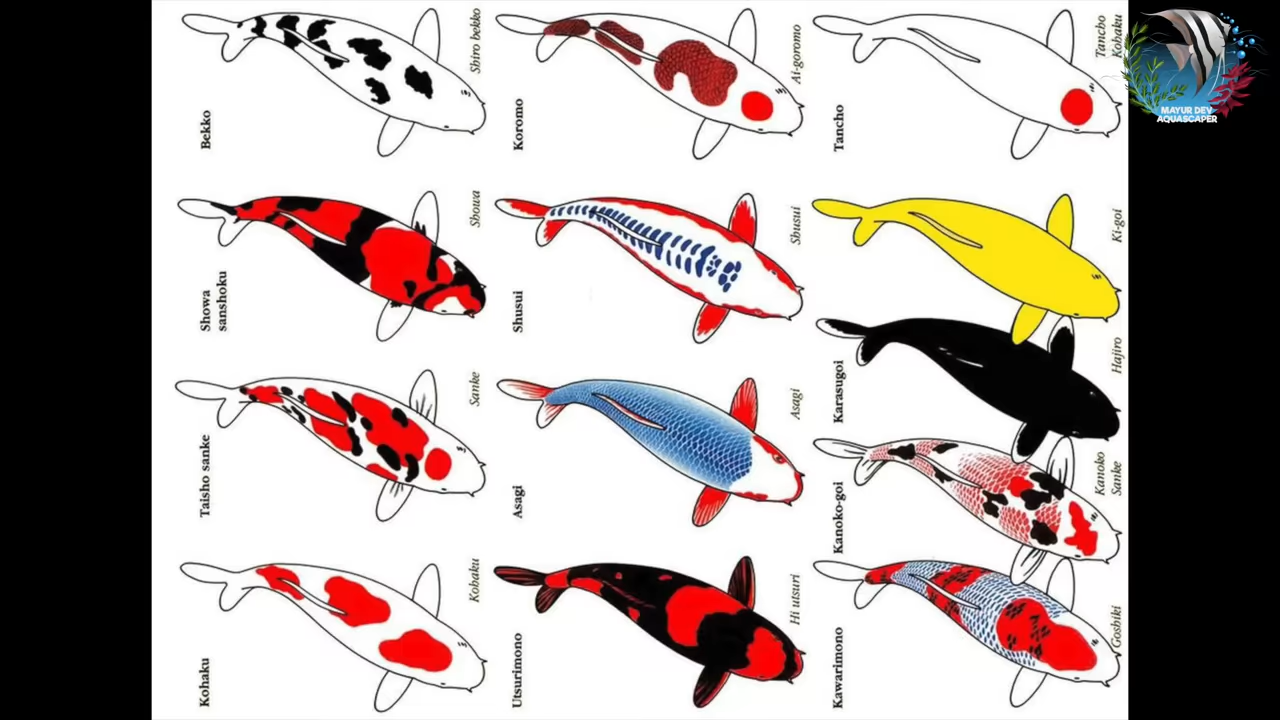 Bekko
Shiro bekko
Koromo
Ai-goromo
Tancho
Tancho
Kohaku
MAYUR DEV
AQUASCAPER
Showa
sanshoku
Showa
Shusui
Shusui
Ki-goi
Karasugoi
Hajiro
Taisho sanke
Sanke
Asagi
Asagi
Kanoko-goi
Kanoko
Sanke
Kohaku
Kohaku
Utsurimono
Hi utsuri
Kawarimono
Goshiki